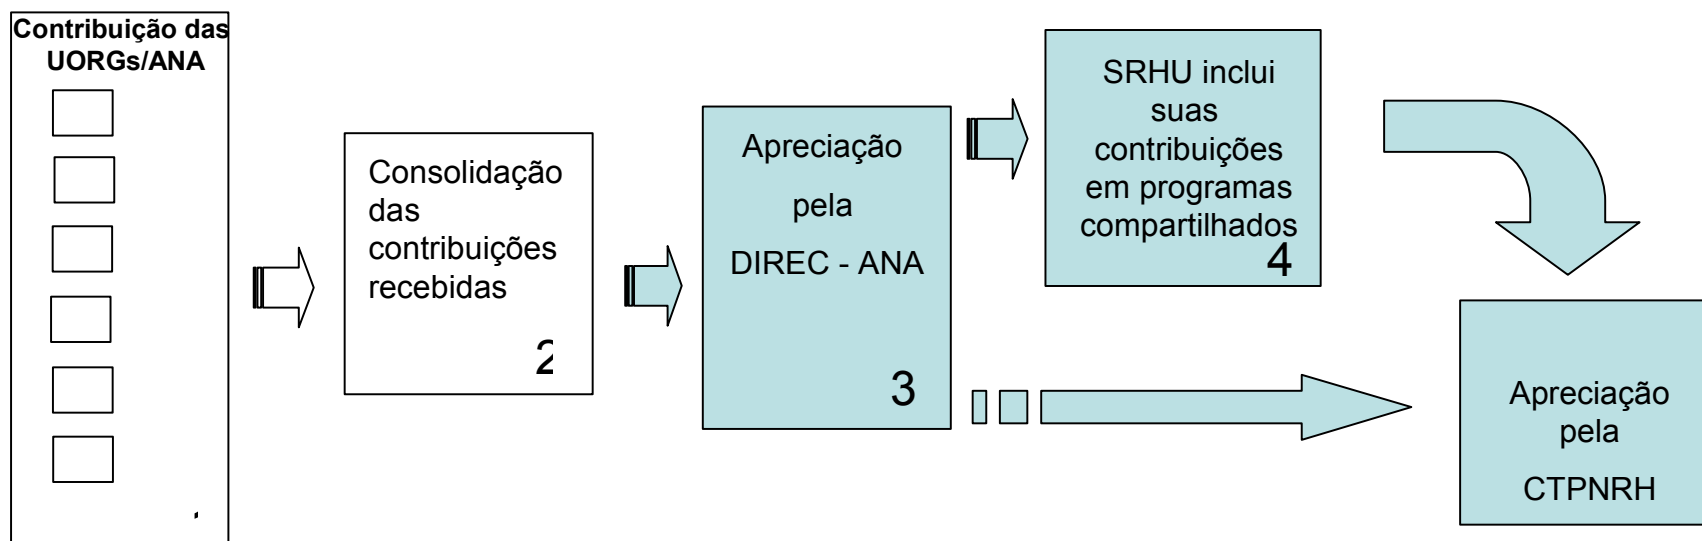 Contribuição das
UORGs/ANA
Consolidação
das
contribuições
recebidas
2
Apreciação
pela
DIREC - ANA
3
SRHU inclui
suas
contribuições
em programas
compartilhados
4
Apreciação
pela
CTPNRH